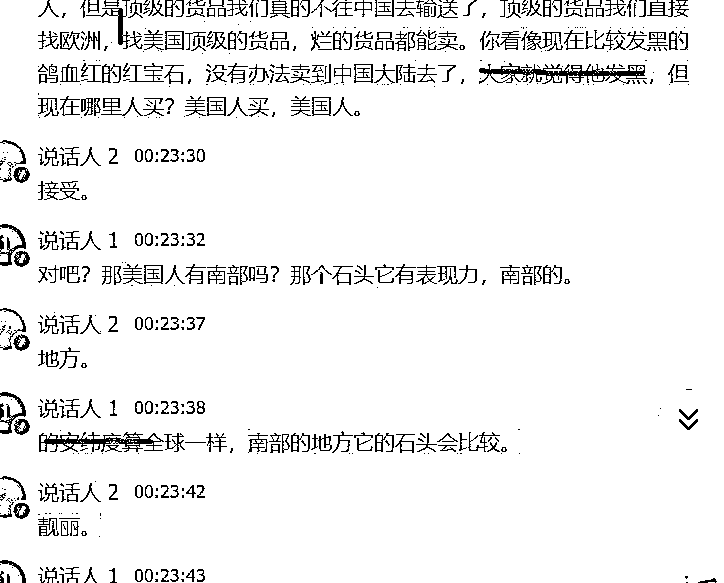 人，但是顶级的货品我们真的不往中国去输送了，顶级的货品我们直接
找欧洲，找美国顶级的货品，烂的货品都能卖。你看像现在比较发黑的
鸽血红的红宝石，没有办法卖到中国大陆去了，大家就觉得他发黑，但
现在哪里人买？美国人买，美国人。
说话人 2 00:23:30
接受。
说话人 1 00:23:32
对吧？那美国人有南部吗？那个石头它有表现力，南部的。
说话人 2 00:23:37
地方。
说话人 1 00:23:38
的安纬度算全球一样，南部的地方它的石头会比较。
说话人 2 00:23:42
靓丽。
说话人 1 00:23:43